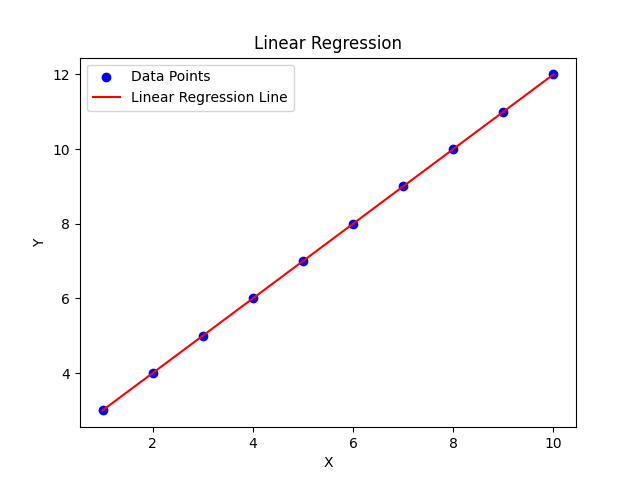 Linear Regression
Data Points
Linear Regression Line
12
10
8
6
4
Y
2 4 6 8 10
X